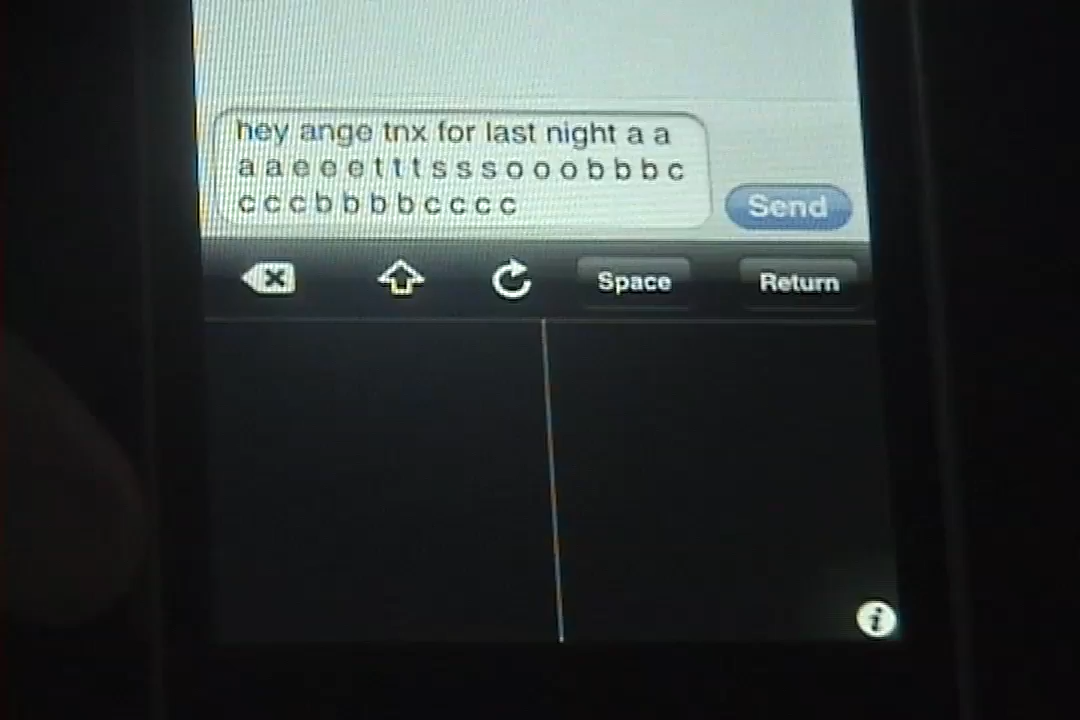 hey ange tnx for last night a a
a a e e e t t t s s s o o o b b b c
c c c b b b b c c c c
Send
Space
Return
i